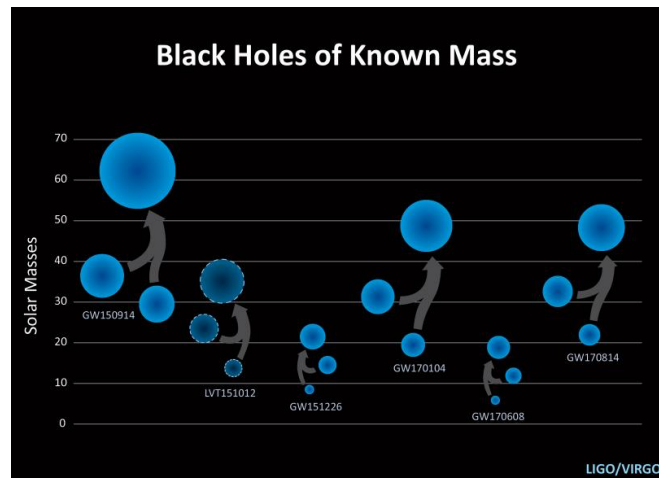 Black Holes of Known Mass
70
60
50
40
30
20
10
0
Solar Masses
GW150914
LVT151012
GW151226
GW170104
GW170608
GW170814
LIGO/VIRGO